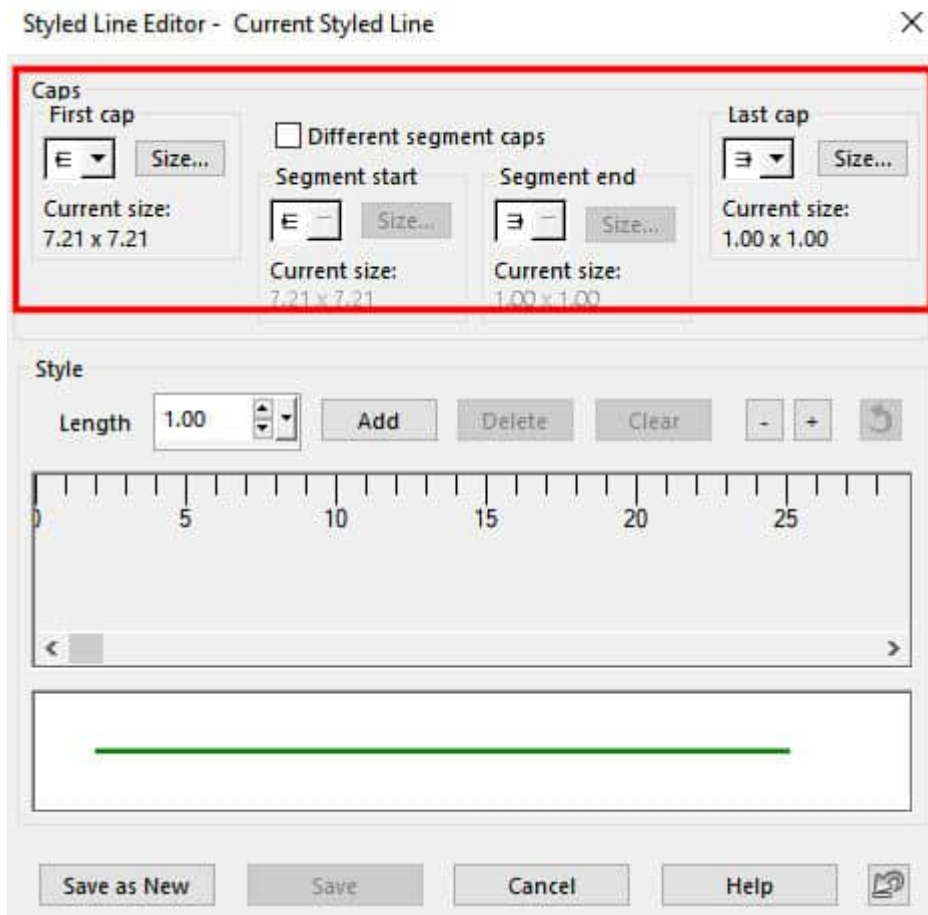 Styled Line Editor - Current Styled Line
Caps
First cap
Size...
Current size:
7.21 x 7.21
Different segment caps
Segment start
Size...
Current size:
7.21 x 7.21
Segment end
Size...
Current size:
1.00 x 1.00
Last cap
Size...
Current size:
1.00 x 1.00
Style
Length 1.00 Add Delete Clear - +
0 5 10 15 20 25
Save as New Save Cancel Help